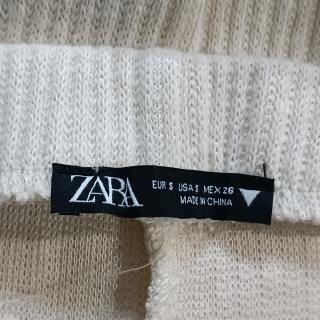 ZARA
EUR S USA S MEX 26
MADE IN CHINA